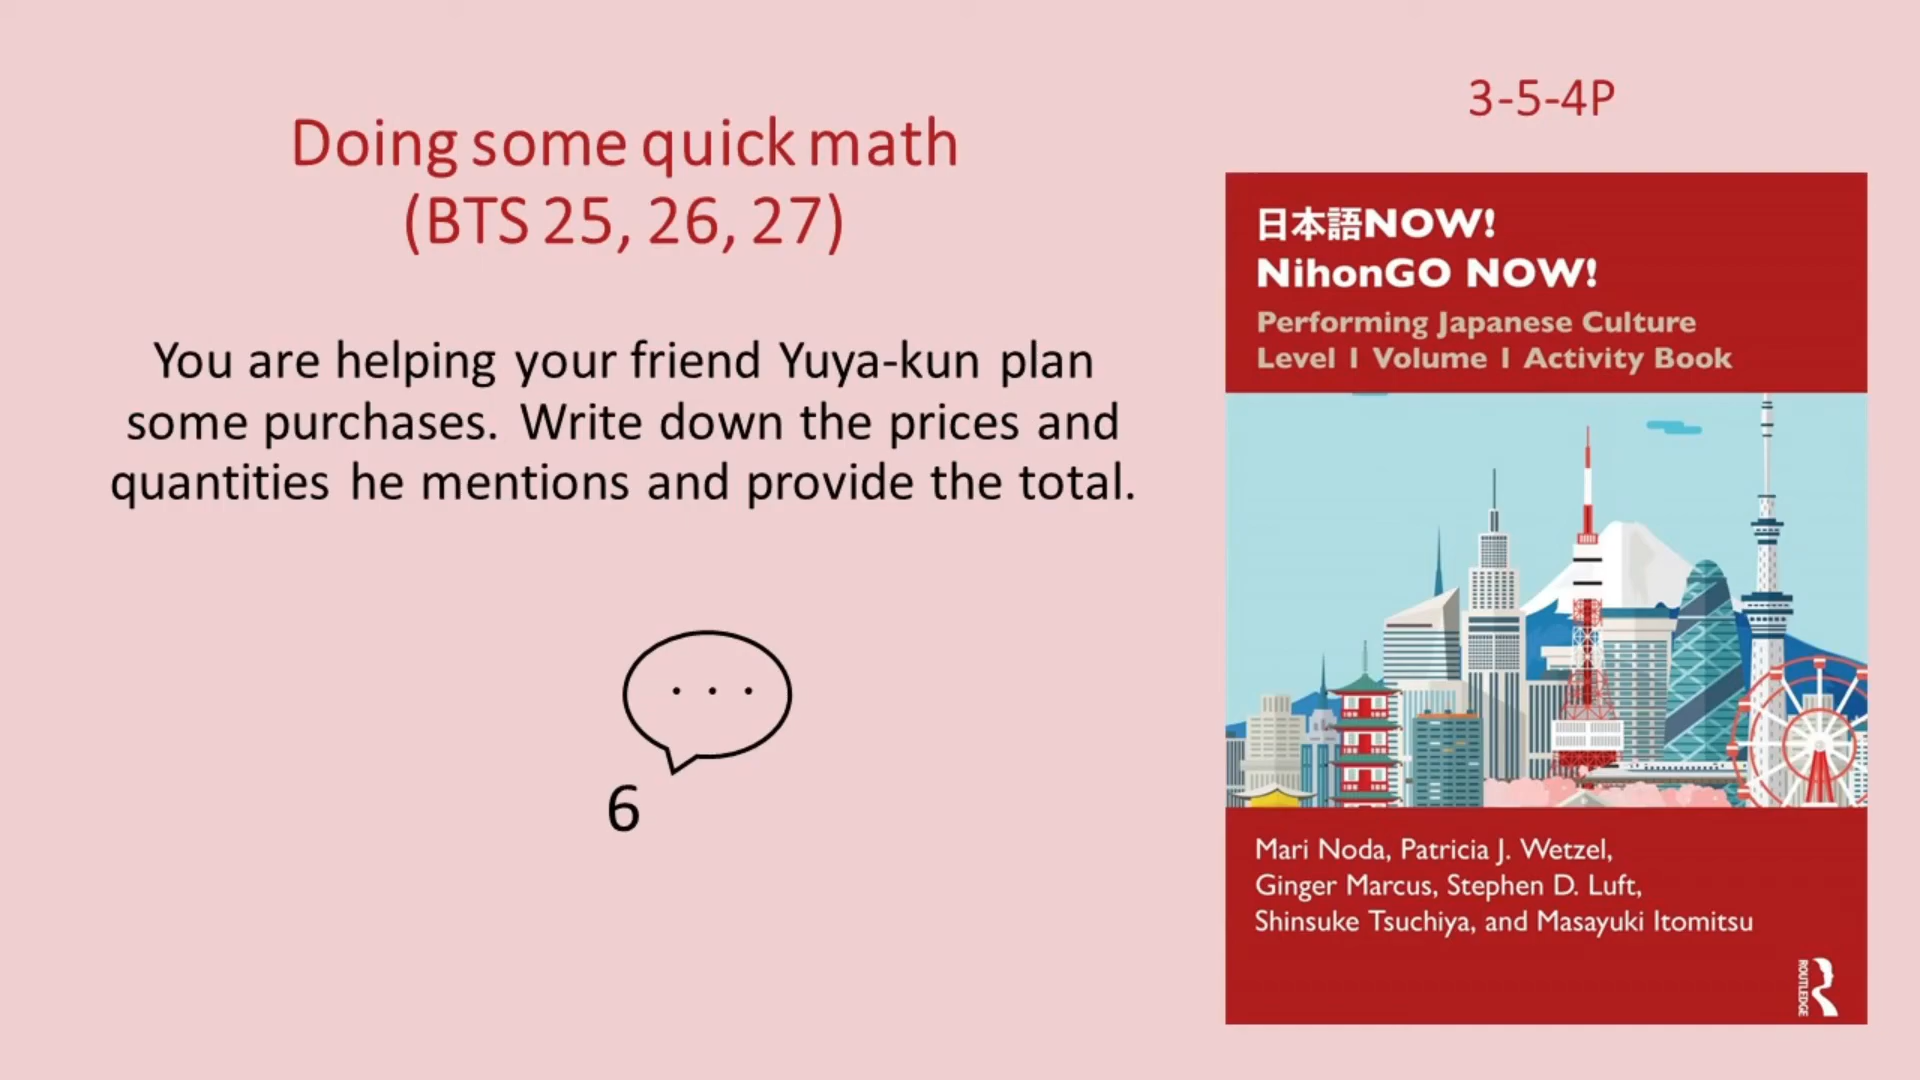 Doing some quick math
(BTS 25, 26, 27)
You are helping your friend Yuya-kun plan
some purchases. Write down the prices and
quantities he mentions and provide the total.
6
3-5-4P
日本語NOW!
NihonGO NOW!
Performing Japanese Culture
Level 1 Volume 1 Activity Book
Mari Noda, Patricia J. Wetzel,
Ginger Marcus, Stephen D. Luft,
Shinsuke Tsuchiya, and Masayuki Itomitsu
ROUTLEDGE